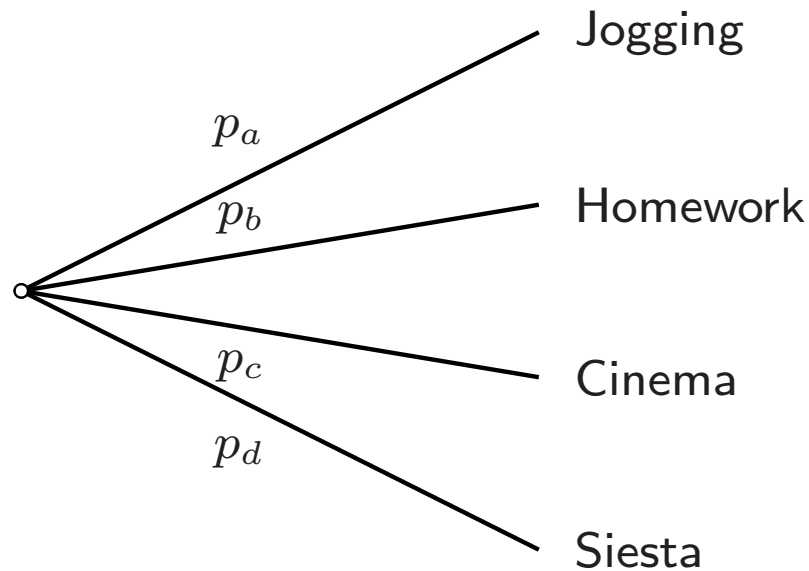 Jogging
p_a
p_b
Homework
p_c
Cinema
p_d
Siesta